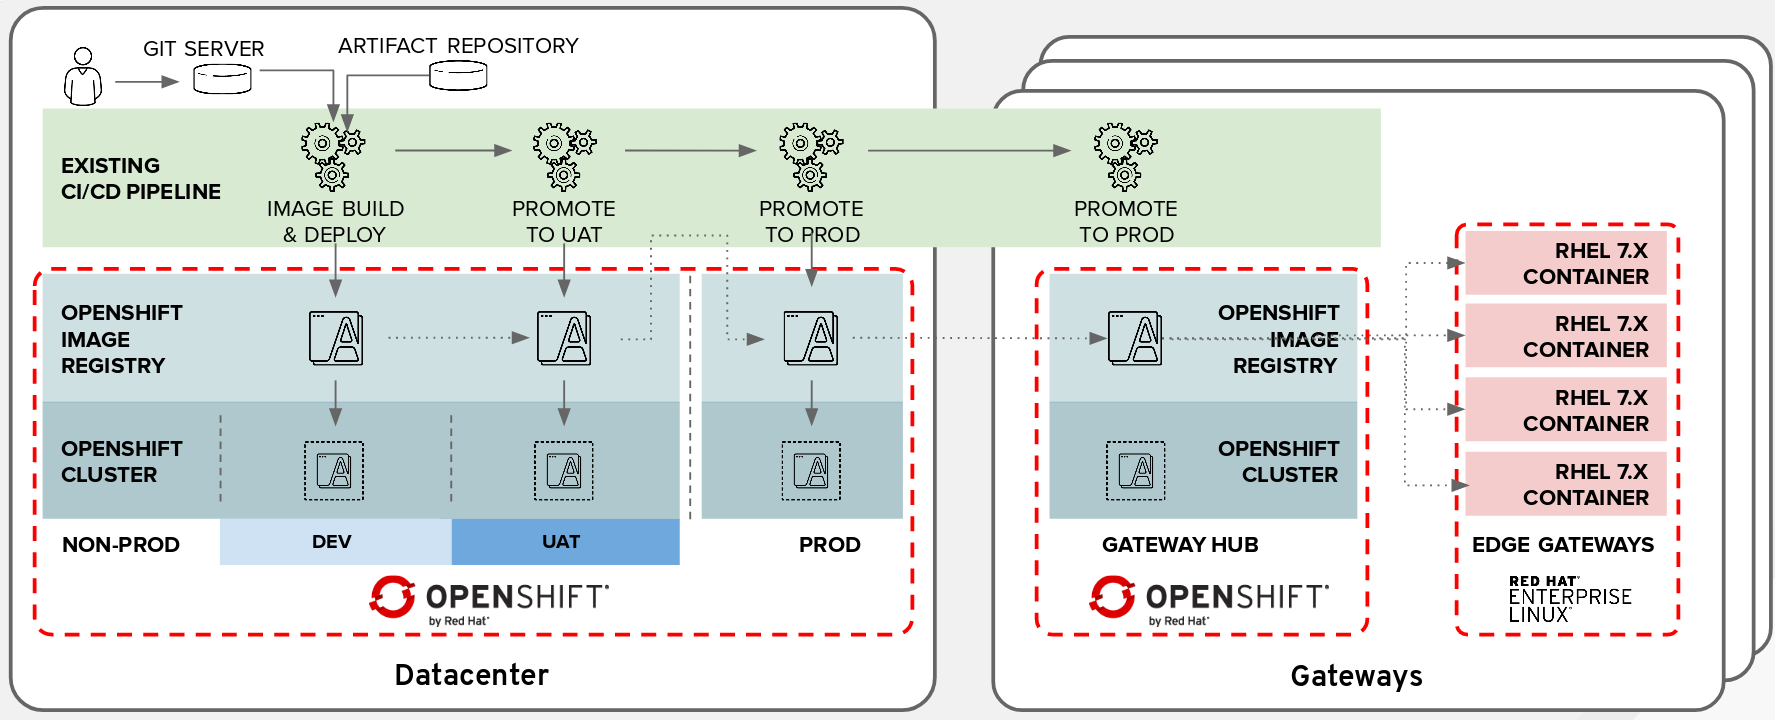 GIT SERVER
ARTIFACT REPOSITORY
EXISTING
CI/CD PIPELINE
IMAGE BUILD
& DEPLOY
PROMOTE
TO UAT
PROMOTE
TO PROD
PROMOTE
TO PROD
OPENSHIFT
IMAGE
REGISTRY
OPENSHIFT
CLUSTER
NON-PROD
DEV
UAT
PROD
OPENSHIFT
by Red Hat
Datacenter
OPENSHIFT
IMAGE
REGISTRY
OPENSHIFT
CLUSTER
GATEWAY HUB
OPENSHIFT
by Red Hat
RHEL 7.X
CONTAINER
RHEL 7.X
CONTAINER
RHEL 7.X
CONTAINER
RHEL 7.X
CONTAINER
EDGE GATEWAYS
RED HAT
ENTERPRISE
LINUX
Gateways